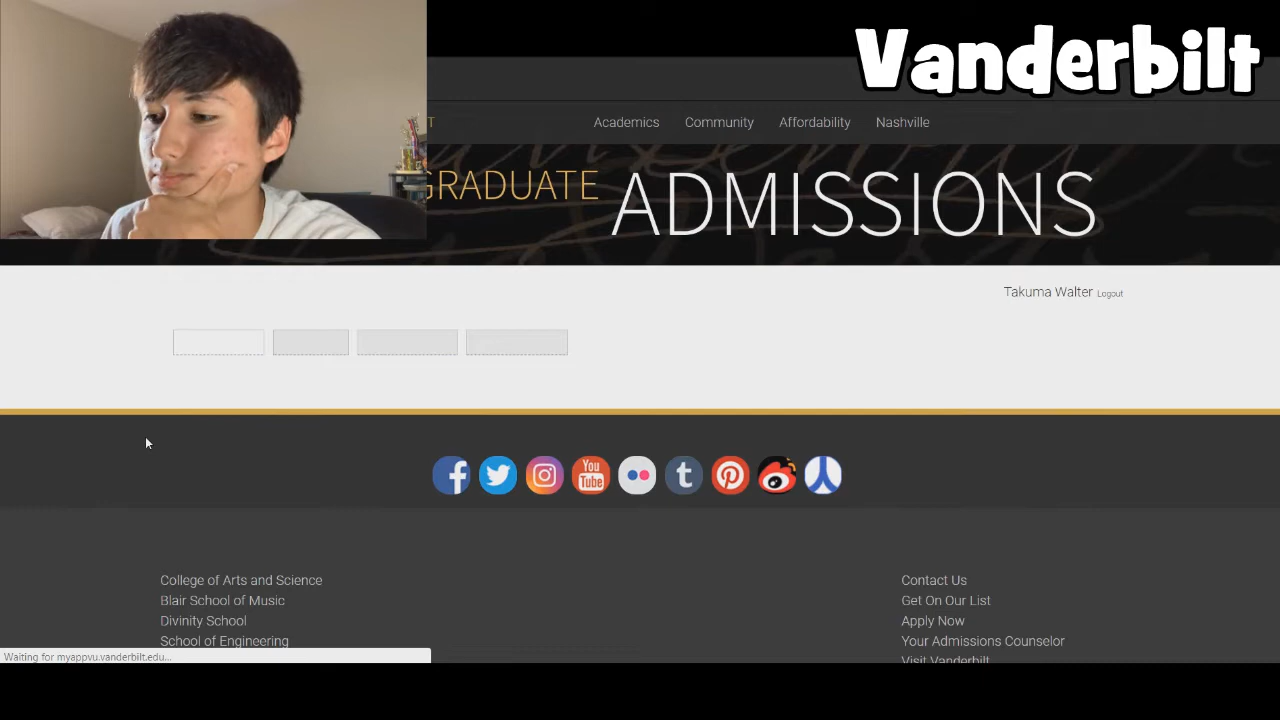 Vanderbilt
T
Academics Community Affordability Nashville
GRADUATE ADMISSIONS
Takuma Walter Logout
You
Tube
College of Arts and Science
Blair School of Music
Divinity School
School of Engineering
Contact Us
Get On Our List
Apply Now
Your Admissions Counselor
Visit Vanderbilt
Waiting for myappvu.vanderbilt.edu...